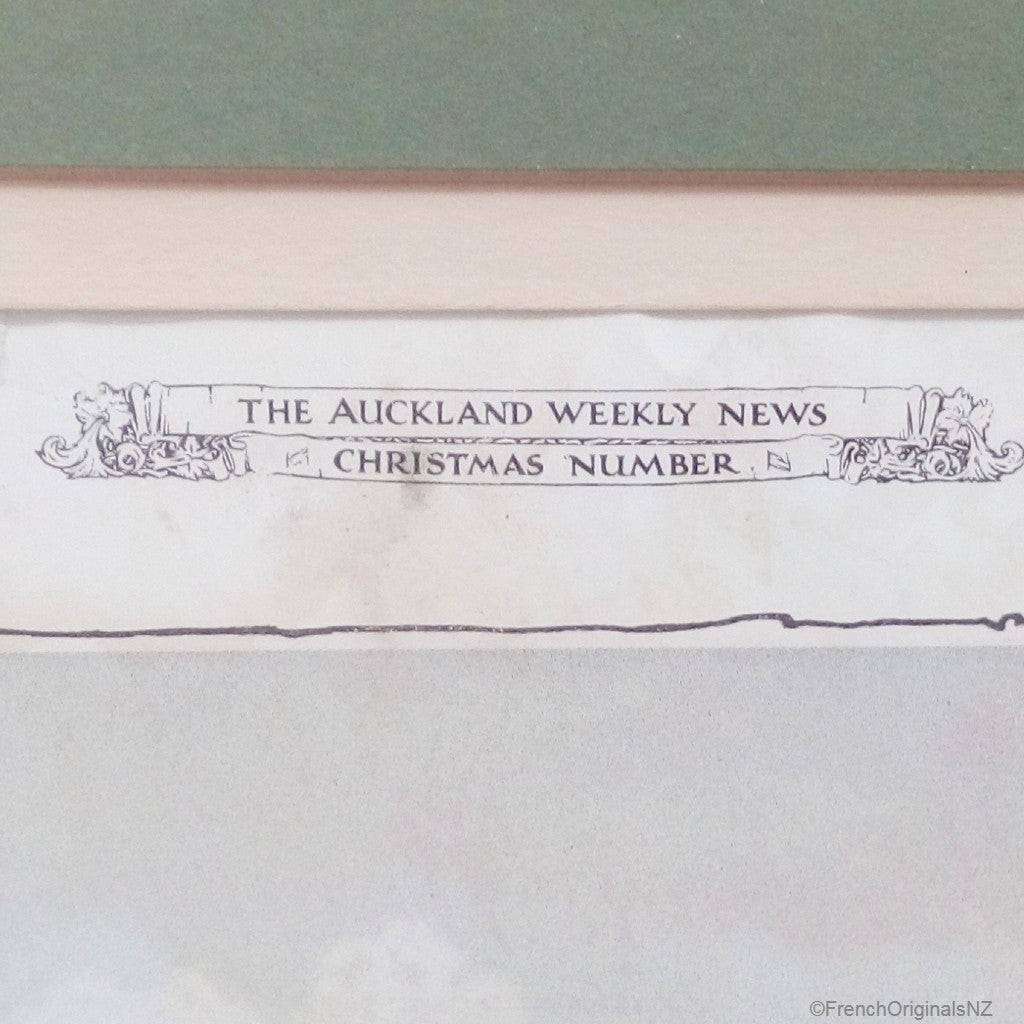 THE AUCKLAND WEEKLY NEWS
CHRISTMAS NUMBER
©FrenchOriginalsNZ